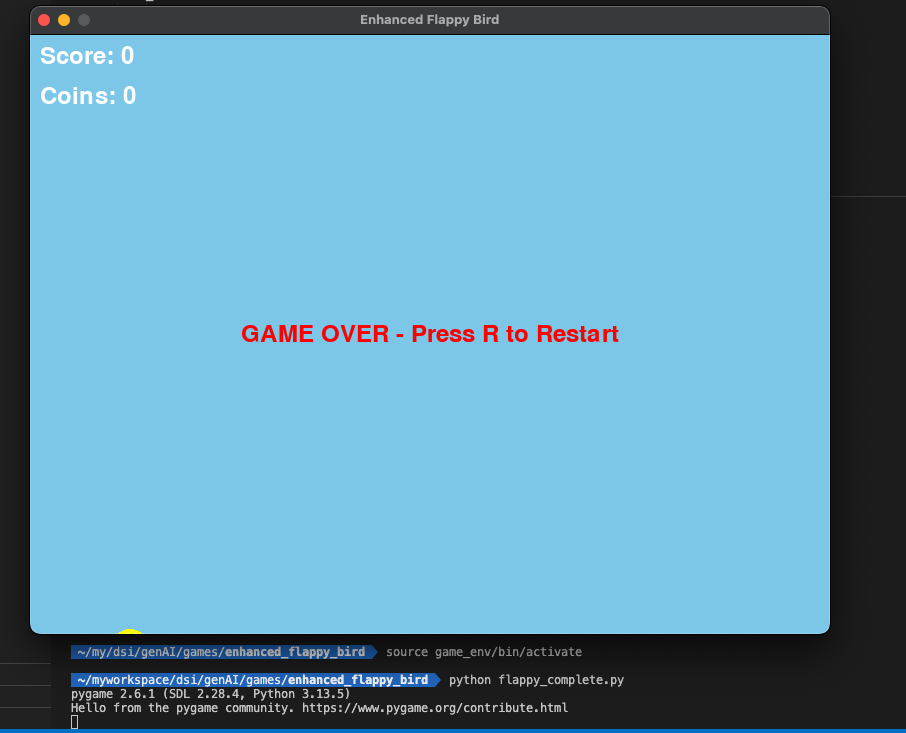 Enhanced Flappy Bird
Score: 0
Coins: 0
GAME OVER - Press R to Restart
~/my/dsi/genAI/games/enhanced_flappy_bird source game_env/bin/activate
~/myworkspace/dsi/genAI/games/enhanced_flappy_bird python flappy_complete.py
pygame 2.6.1 (SDL 2.28.4, Python 3.13.5)
Hello from the pygame community. https://www.pygame.org/contribute.html